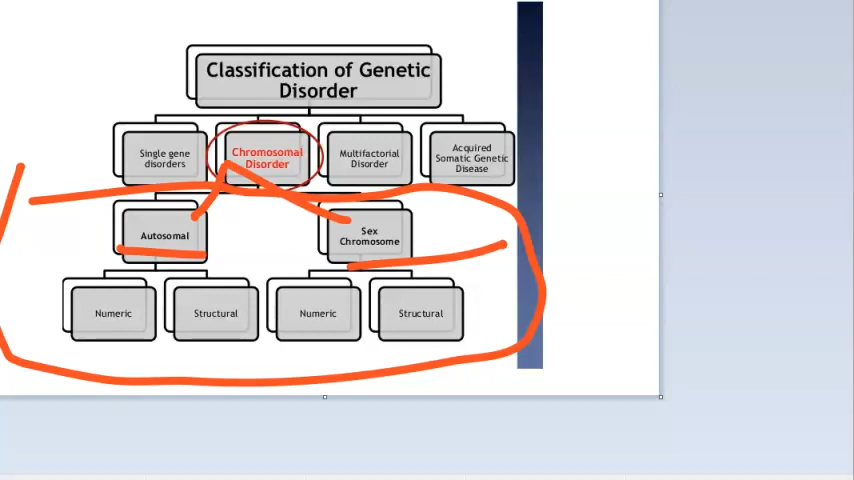 Classification of Genetic
Disorder
Single gene
disorders
Chromosomal
Disorder
Multifactorial
Disorder
Acquired
Somatic Genetic
Disease
Autosomal
Sex
Chromosome
Numeric
Structural
Numeric
Structural